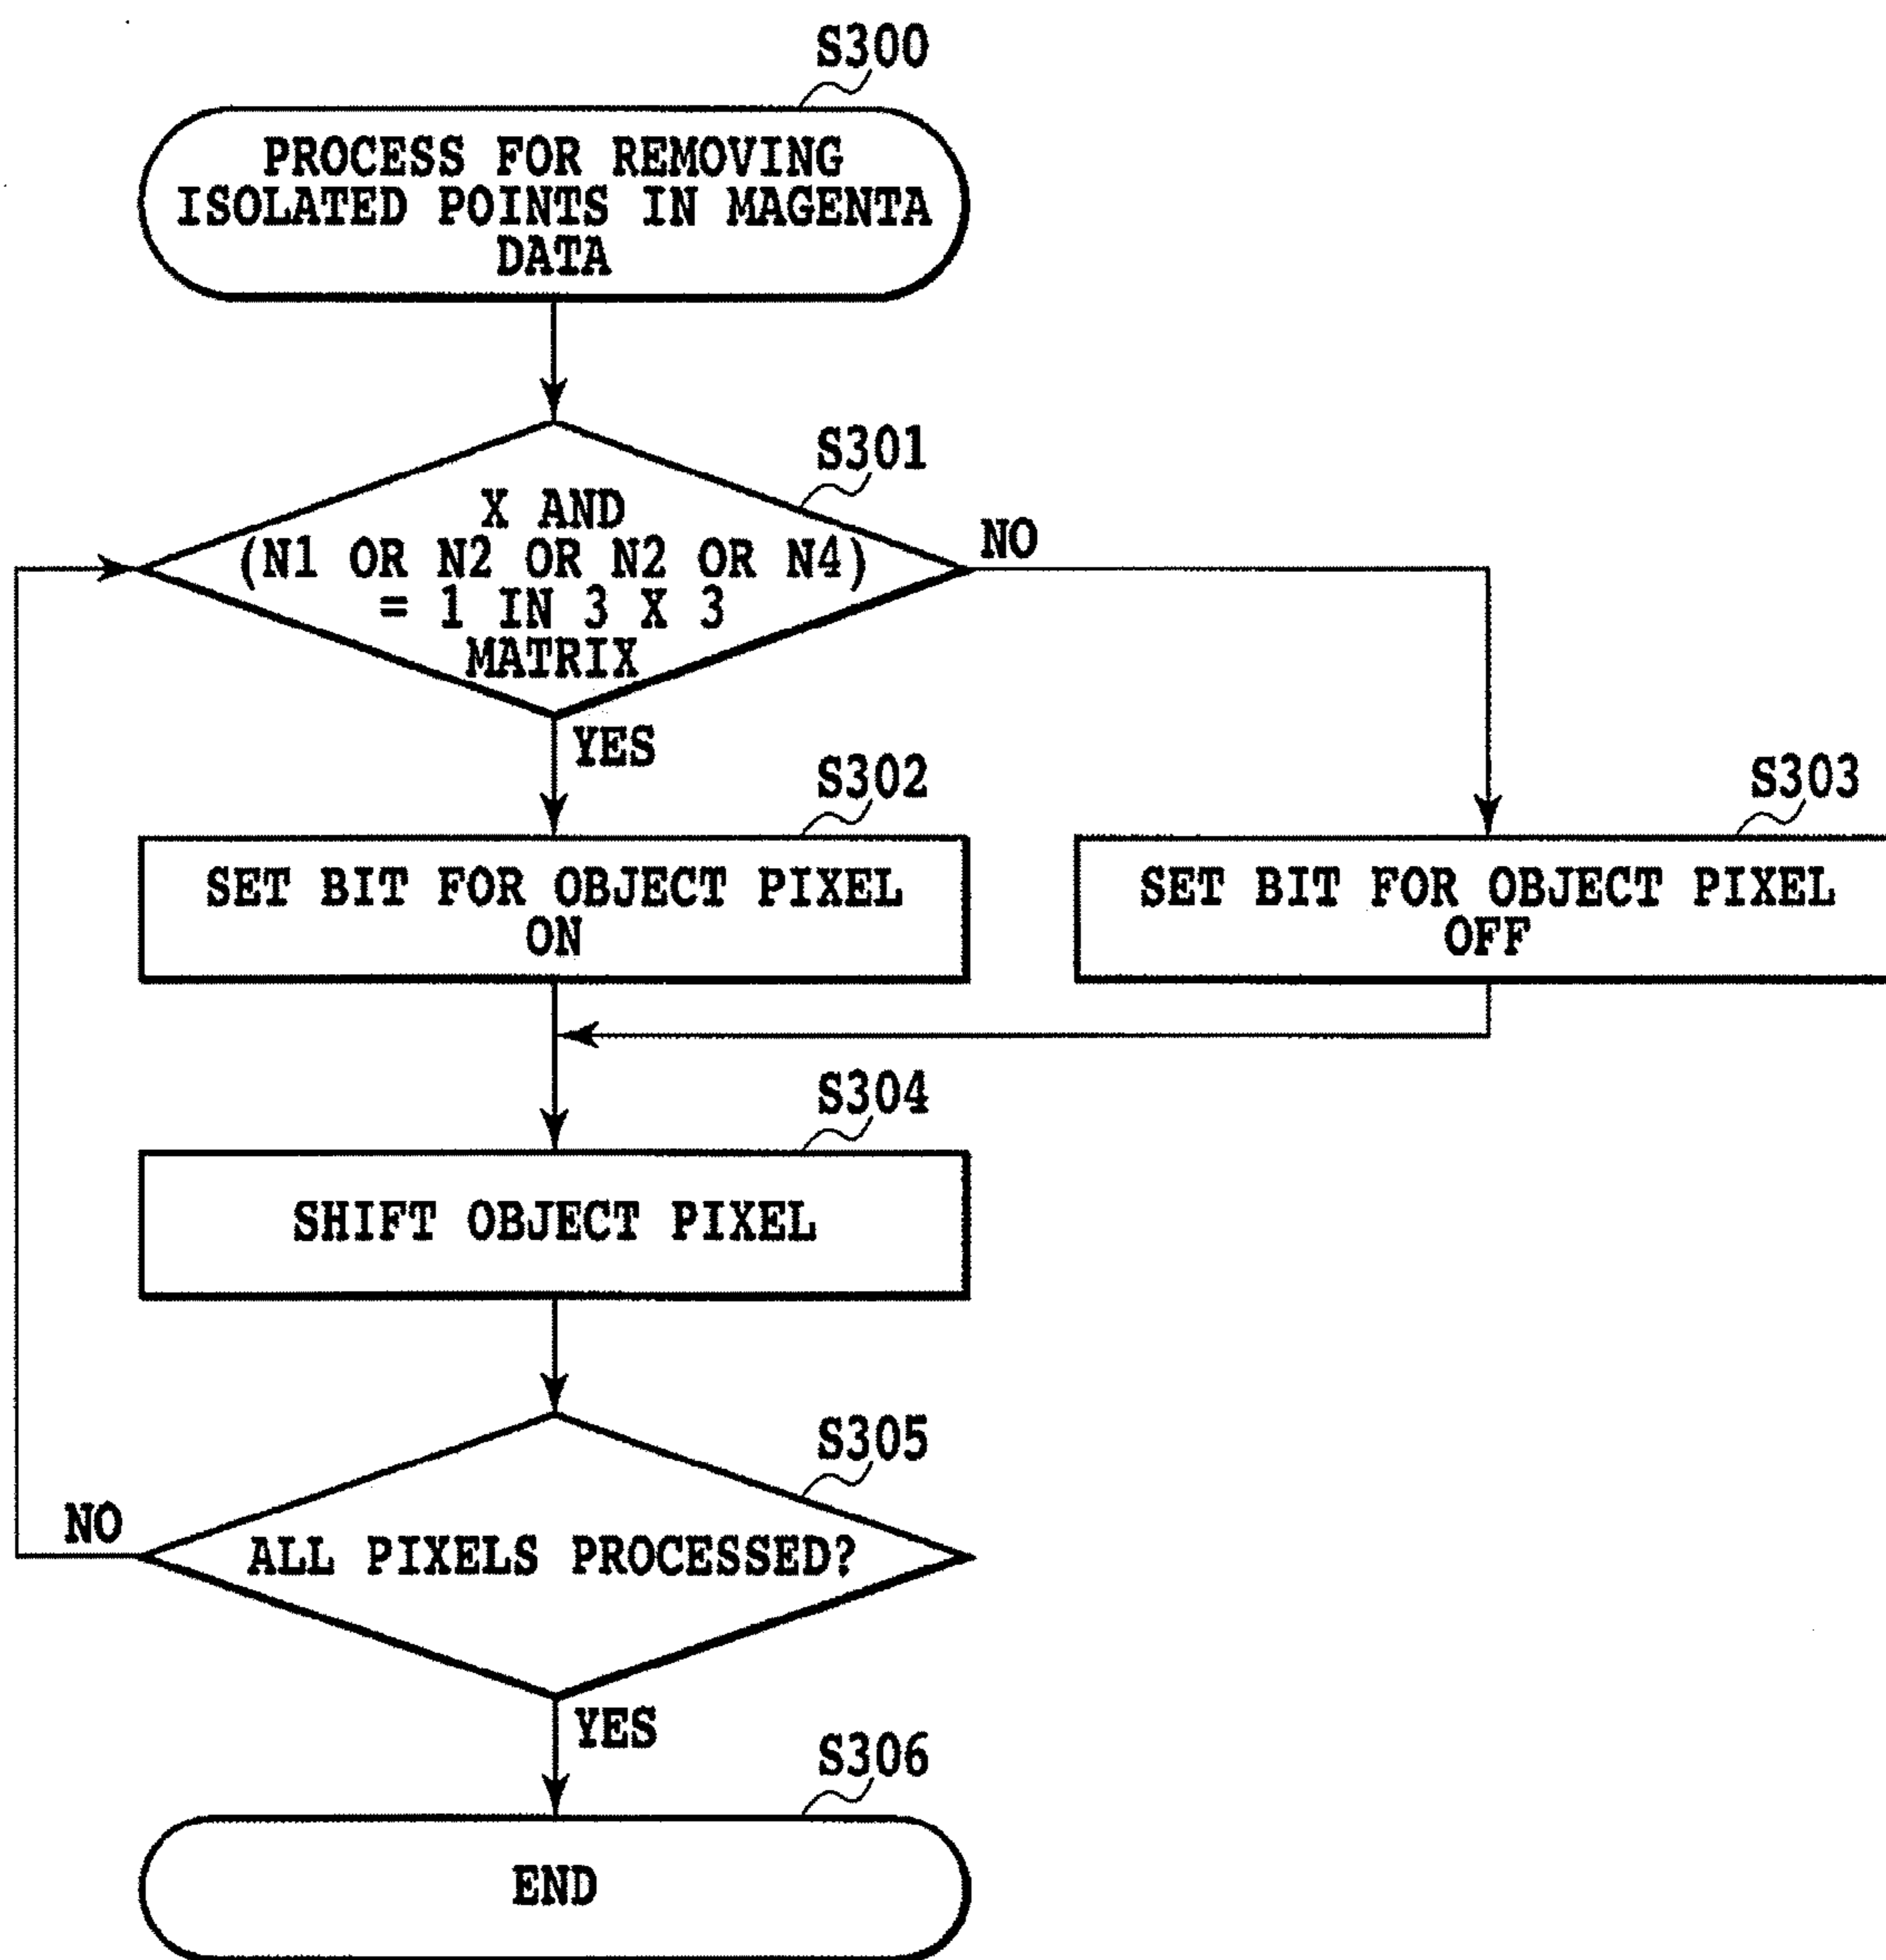 S300
PROCESS FOR REMOVING
ISOLATED POINTS IN MAGENTA
DATA
S301
X AND
(N1 OR N2 OR N2 OR N4)
= 1 IN 3 X 3
MATRIX
NO
YES
S302
S303
SET BIT FOR OBJECT PIXEL
ON
SET BIT FOR OBJECT PIXEL
OFF
S304
SHIFT OBJECT PIXEL
S305
NO
ALL PIXELS PROCESSED?
YES
S306
END